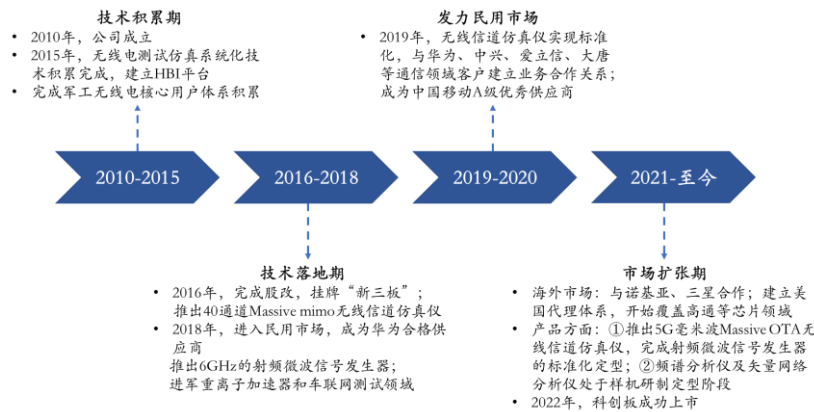 技术积累期
• 2010年，公司成立
• 2015年，无线电测试仿真系统化技
术积累完成，建立HBI平台
• 完成军工无线电核心用户体系积累
发力民用市场
• 2019年，无线信道仿真仪实现标准
化，与华为、中兴、爱立信、大唐
等通信领域客户建立业务合作关系；
成为中国移动A级优秀供应商
2010-2015
2016-2018
2019-2020
2021-至今
技术落地期
• 2016年，完成股改，挂牌“新三板”；
推出40通道Massive mimo无线信道仿真仪
• 2018年，进入民用市场，成为华为合格供
应商
推出6GHz的射频微波信号发生器；
进军重离子加速器和车联网测试领域
市场扩张期
• 海外市场：与诺基亚、三星合作；建立美
国代理体系，开始覆盖高通等芯片领域
• 产品方面：①推出5G毫米波Massive OTA无
线信道仿真仪，完成射频微波信号发生器
的标准化定型；②频谱分析仪及矢量网络
分析仪处于样机研制定型阶段
• 2022年，科创板成功上市